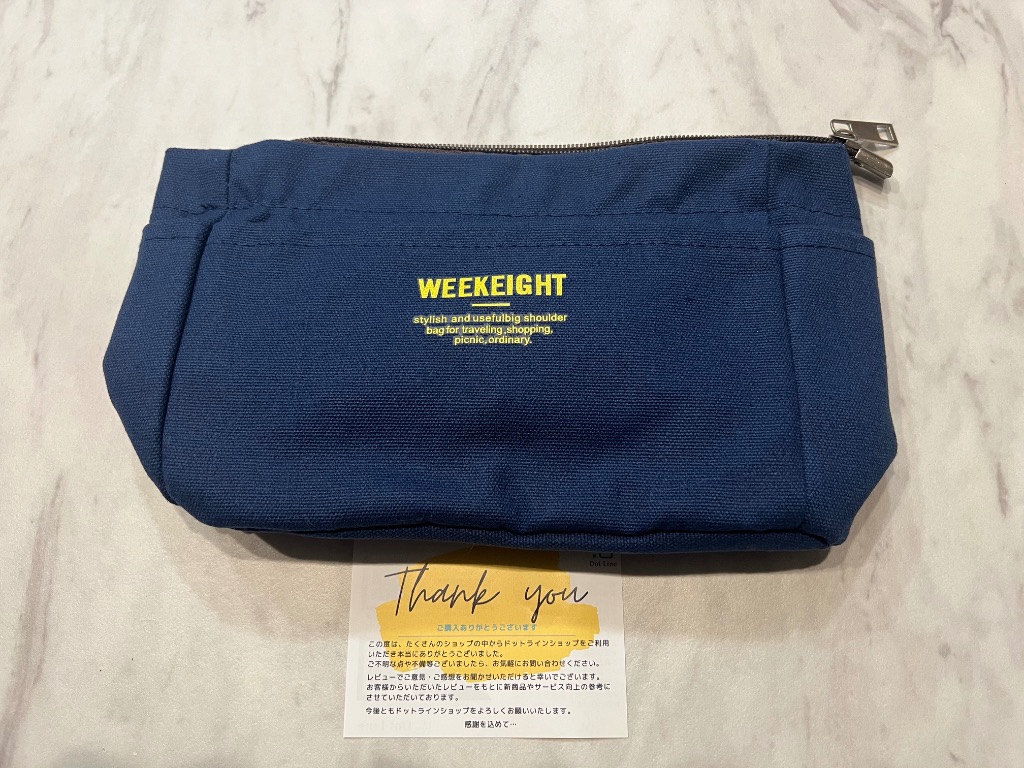 WEEKEIGHT
stylish and usefulbig shoulder
bag for traveling,shopping,
picnic,ordinary.
Dot Line
Thank you
ご購入ありがとうございます
この度は、たくさんのショップの中からドットラインショップをご利用
いただき本当にありがとうございました。
ご不明な点や不備等ございましたら、お気軽にお問い合わせください。
レビューでご意見・ご感想をお聞かせいただけると幸いでございます。
お客様からいただいたレビューをもとに新商品やサービス向上の参考に
させていただいております。
今後ともドットラインショップをよろしくお願いいたします。
感謝を込めて…